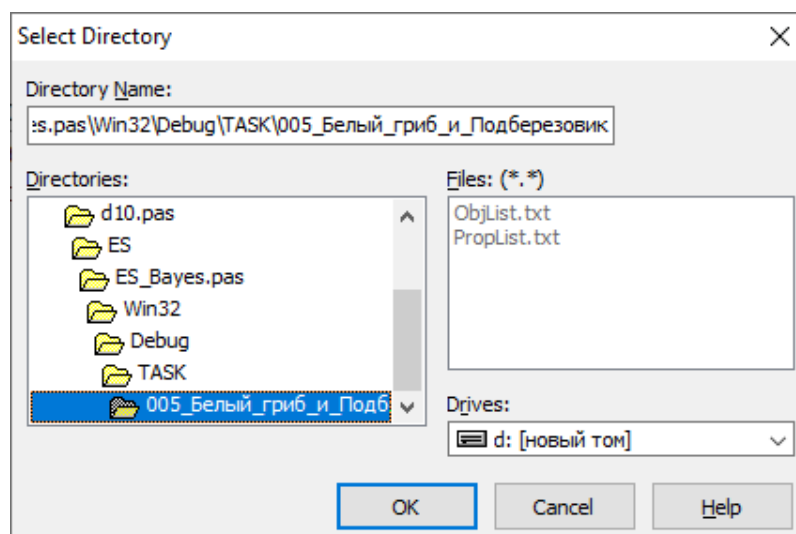 Select Directory
Directory Name:
:s.pas\Win32\Debug\TASK\005_Белый_гриб_и_Подберезовик
Directories:
d10.pas
ES
ES_Bayes.pas
Win32
Debug
TASK
005_Белый_гриб_и_Подб
Files: (*.*)
ObjList.txt
PropList.txt
Drives:
d: [новый том]
OK
Cancel
Help